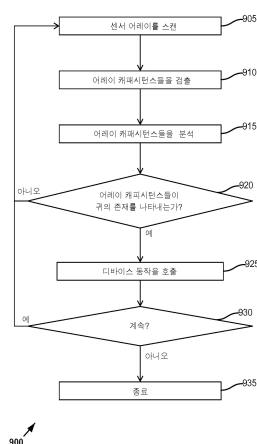 센서 어레이를 스캔
905
어레이 캐패시턴스들을 검출
910
어레이 캐패시턴스들을 분석
915
어레이 캐피시턴스들이
귀의 존재를 나타내는가?
920
아니오
예
디바이스 동작을 호출
925
계속?
930
예
아니오
종료
935
900